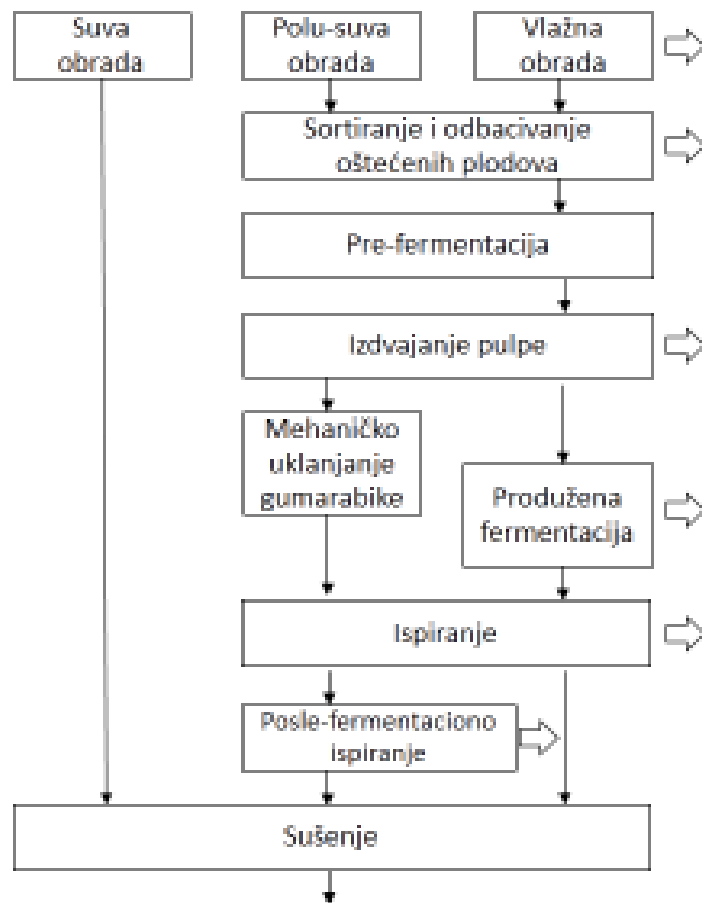 Suva
obrada
Polu-suva
obrada
Vlažna
obrada
Sortiranje i odbacivanje
oštećenih plodova
Pre-fermentacija
Izdvajanje pulpe
Mehaničko
uklanjanje
gumarabike
Produžena
fermentacija
Ispiranje
Posle-fermentaciono
ispiranje
Sušenje